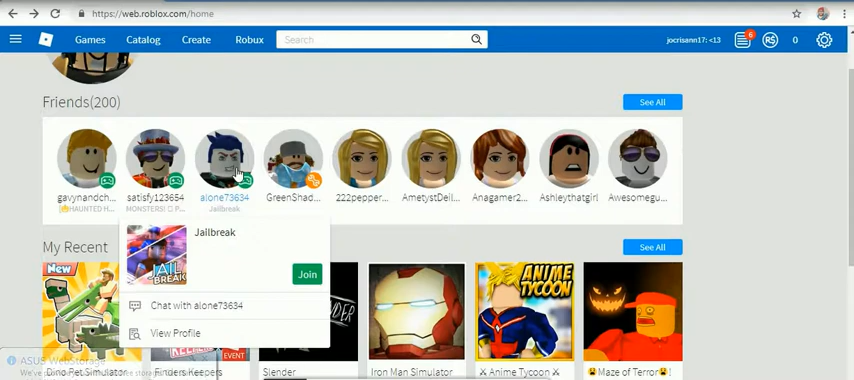 https://web.roblox.com/home
Games Catalog Create Robux Search jocrisann17: <13 6 0
Friends(200) See All
gavynandch... satisfy123654 alone73634 GreenShad... 222pepper... AmetystDeil... Anagamer2... Ashleythatgirl Awesomegu...
HAUNTED H MONSTERS! P... Jailbreak
Jailbreak
JAIL
BREAK
Join
Chat with alone73634
View Profile
My Recent See All
New
ANIME
TYCOON
EVENT
ASUS WebStorage
Dino Pet Simulator Finders Keepers Slender Iron Man Simulator Anime Tycoon Maze of Terror !